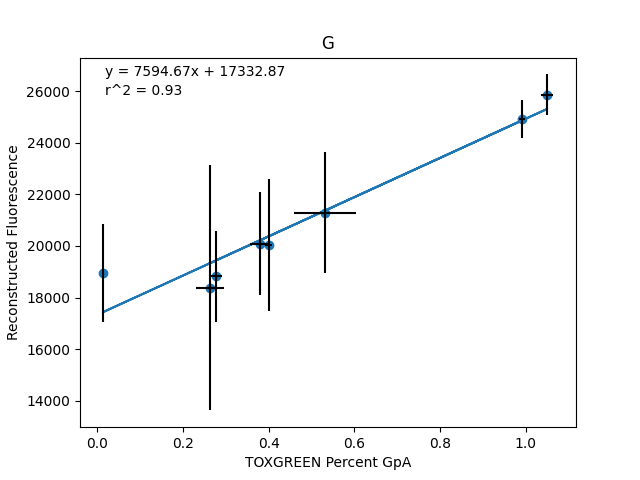 G
y = 7594.67x + 17332.87
r^2 = 0.93
Reconstructed Fluorescence
26000
24000
22000
20000
18000
16000
14000
0.0 0.2 0.4 0.6 0.8 1.0
TOXGREEN Percent GpA